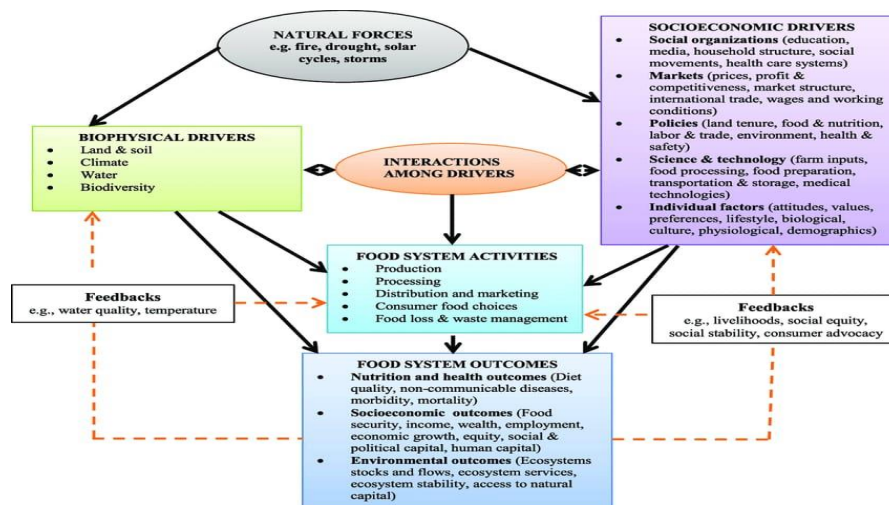 NATURAL FORCES
e.g. fire, drought, solar
cycles, storms
SOCIOECONOMIC DRIVERS
• Social organizations (education,
media, household structure, social
movements, health care systems)
• Markets (prices, profit &
competitiveness, market structure,
international trade, wages and working
conditions)
• Policies (land tenure, food & nutrition,
labor & trade, environment, health &
safety)
• Science & technology (farm inputs,
food processing, food preparation,
transportation & storage, medical
technologies)
• Individual factors (attitudes, values,
preferences, lifestyle, biological,
culture, physiological, demographics)
BIOPHYSICAL DRIVERS
• Land & soil
• Climate
• Water
• Biodiversity
INTERACTIONS
AMONG DRIVERS
FOOD SYSTEM ACTIVITIES
• Production
• Processing
• Distribution and marketing
• Consumer food choices
• Food loss & waste management
Feedbacks
e.g., water quality, temperature
Feedbacks
e.g., livelihoods, social equity,
social stability, consumer advocacy
FOOD SYSTEM OUTCOMES
• Nutrition and health outcomes (Diet
quality, non-communicable diseases,
morbidity, mortality)
• Socioeconomic outcomes (Food
security, income, wealth, employment,
economic growth, equity, social &
political capital, human capital)
• Environmental outcomes (Ecosystems
stocks and flows, ecosystem services,
ecosystem stability, access to natural
capital)